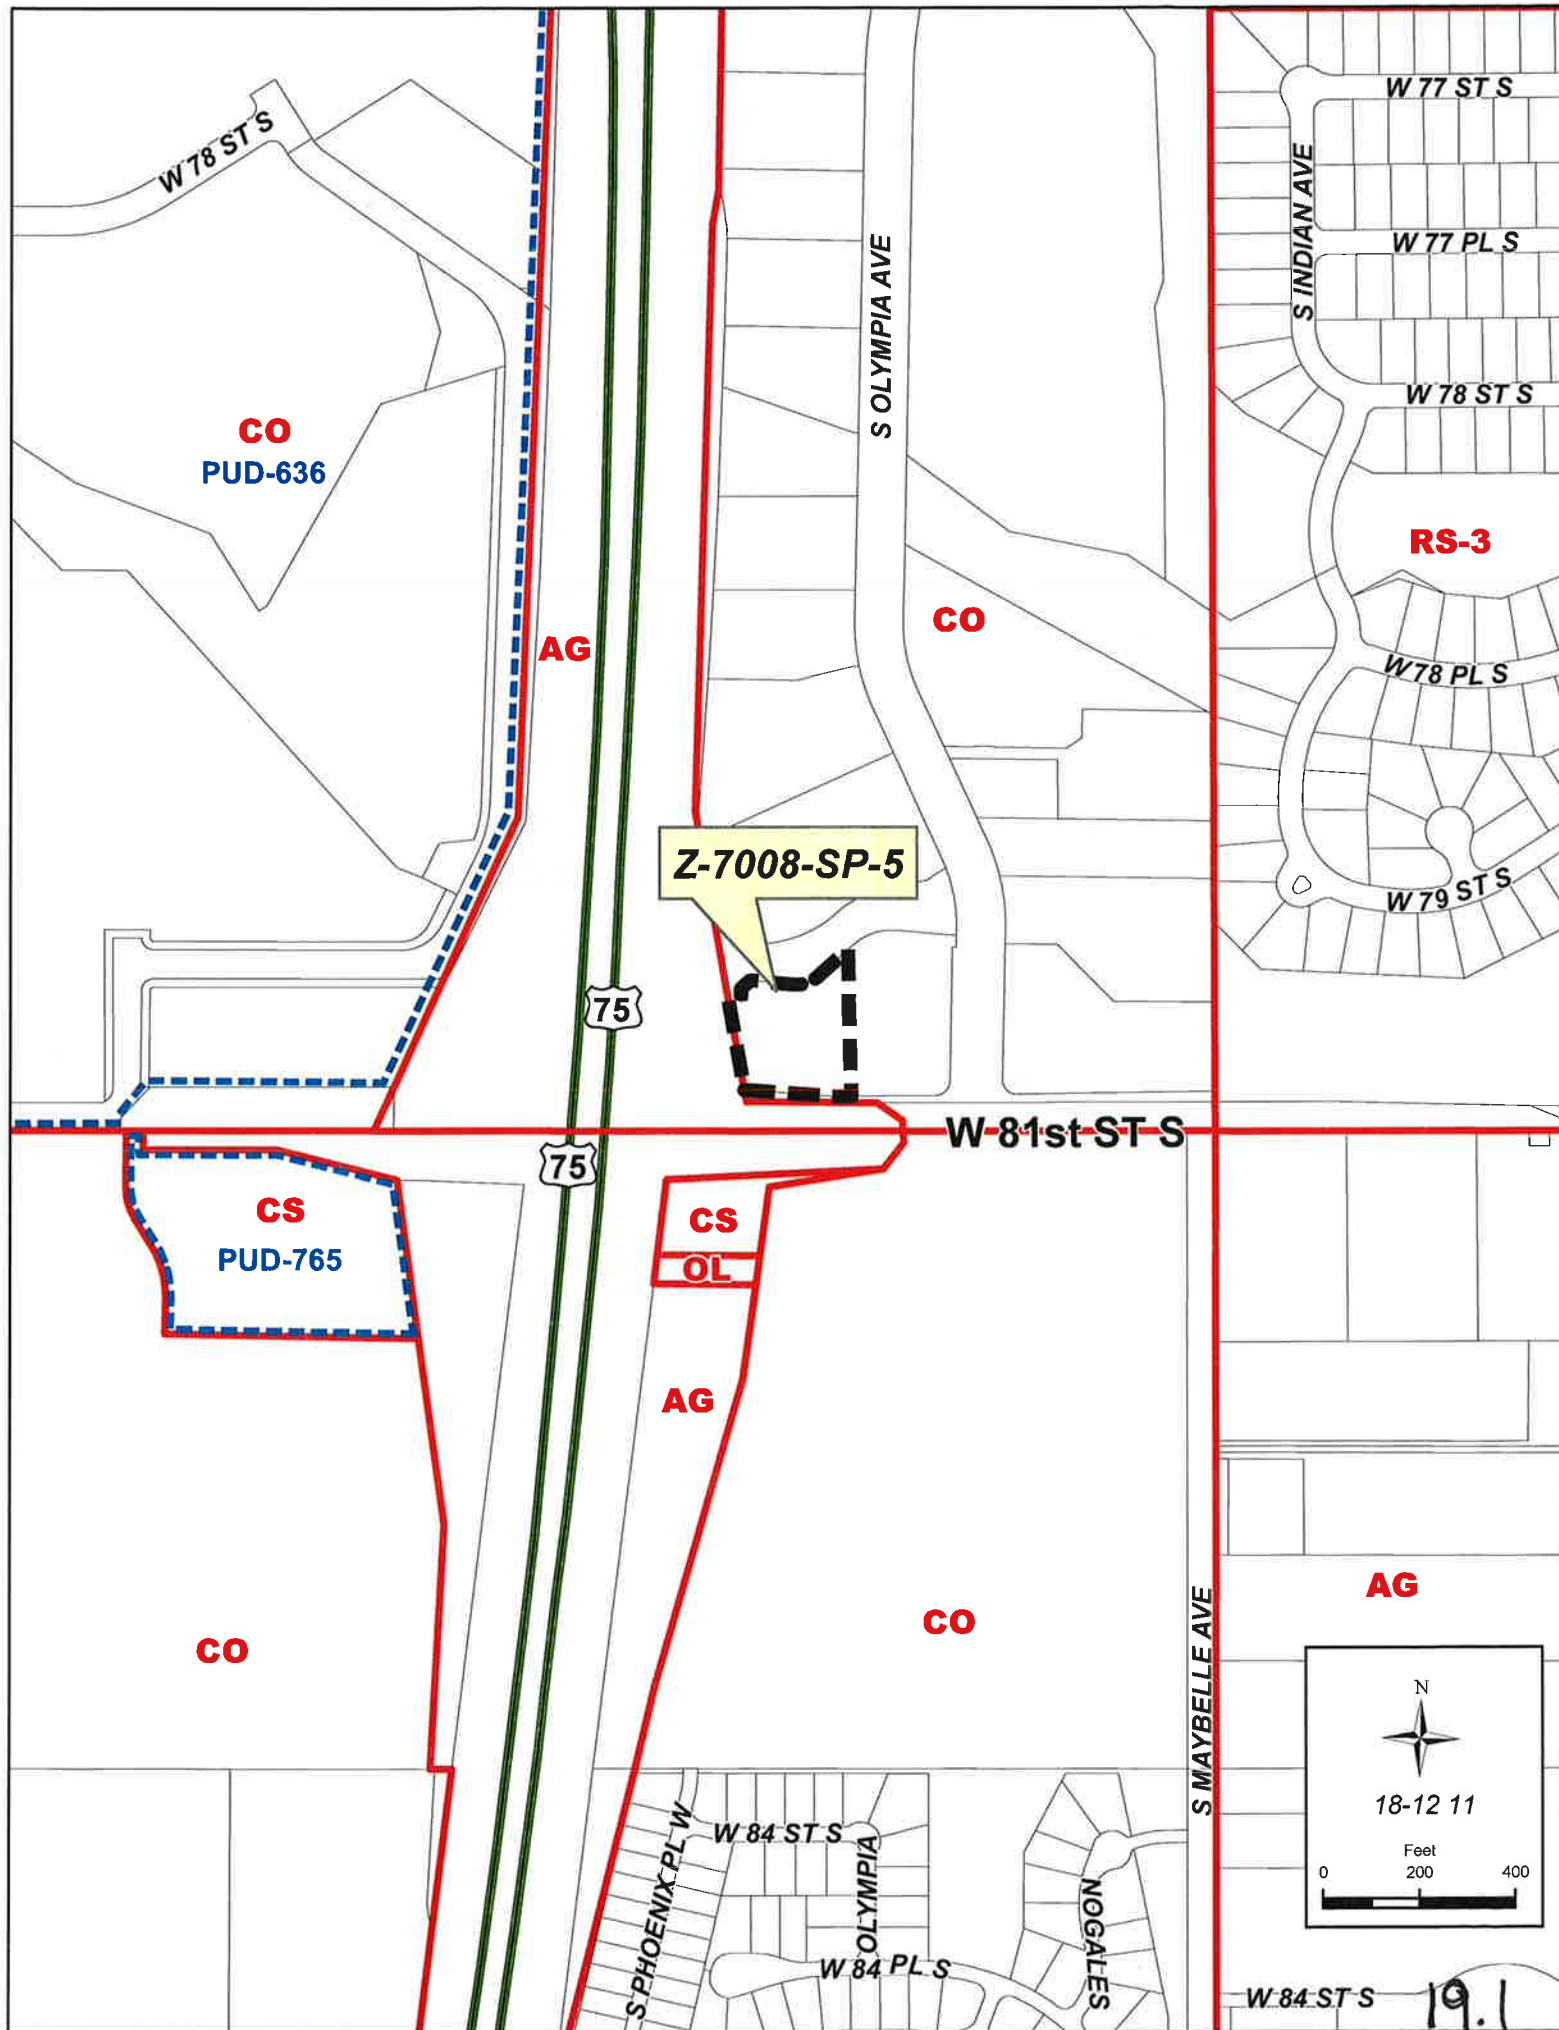 W 77 ST S
W 78 ST S
S INDIAN AVE
W 77 PL S
S OLYMPIA AVE
W 78 ST S
CO
PUD-636
RS-3
CO
AG
W 78 PL S
Z-7008-SP-5
W 79 ST S
75
W 81st ST S
75
CS
PUD-765
CS
OL
AG
AG
CO
CO
S MAYBELLE AVE
N
18-12 11
Feet
0 200 400
W 84 ST S
S PHOENIX PL W
OLYMPIA
NOGALES
W 84 PL S
W 84 ST S
19.1